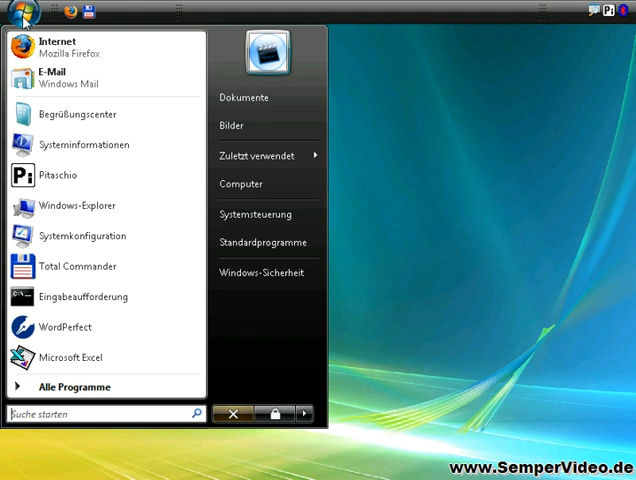 Internet
Mozilla Firefox
E-Mail
Windows Mail
Begrüßungscenter
Systeminformationen
Pitaschio
Windows-Explorer
Systemkonfiguration
Total Commander
Eingabeaufforderung
WordPerfect
Microsoft Excel
Alle Programme
Suche starten
Dokumente
Bilder
Zuletzt verwendet
Computer
Systemsteuerung
Standardprogramme
Windows-Sicherheit
www.SemperVideo.de